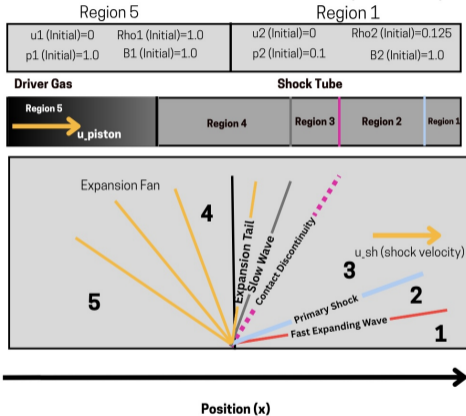 Region 5 Region 1
u1 (Initial)=0 Rho1 (Initial)=1.0 u2 (Initial)=0 Rho2 (Initial)=0.125
p1 (Initial)=1.0 B1 (Initial)=1.0 p2 (Initial)=0.1 B2 (Initial)=1.0
Driver Gas Shock Tube
Region 5
u_piston
Region 4 Region 3 Region 2 Region 1
Expansion Fan
4
5
Expansion Tail
Slow Wave
Contact Discontinuity
u_sh (shock velocity)
3
Primary Shock
2
Fast Expanding Wave
1
Position (x)